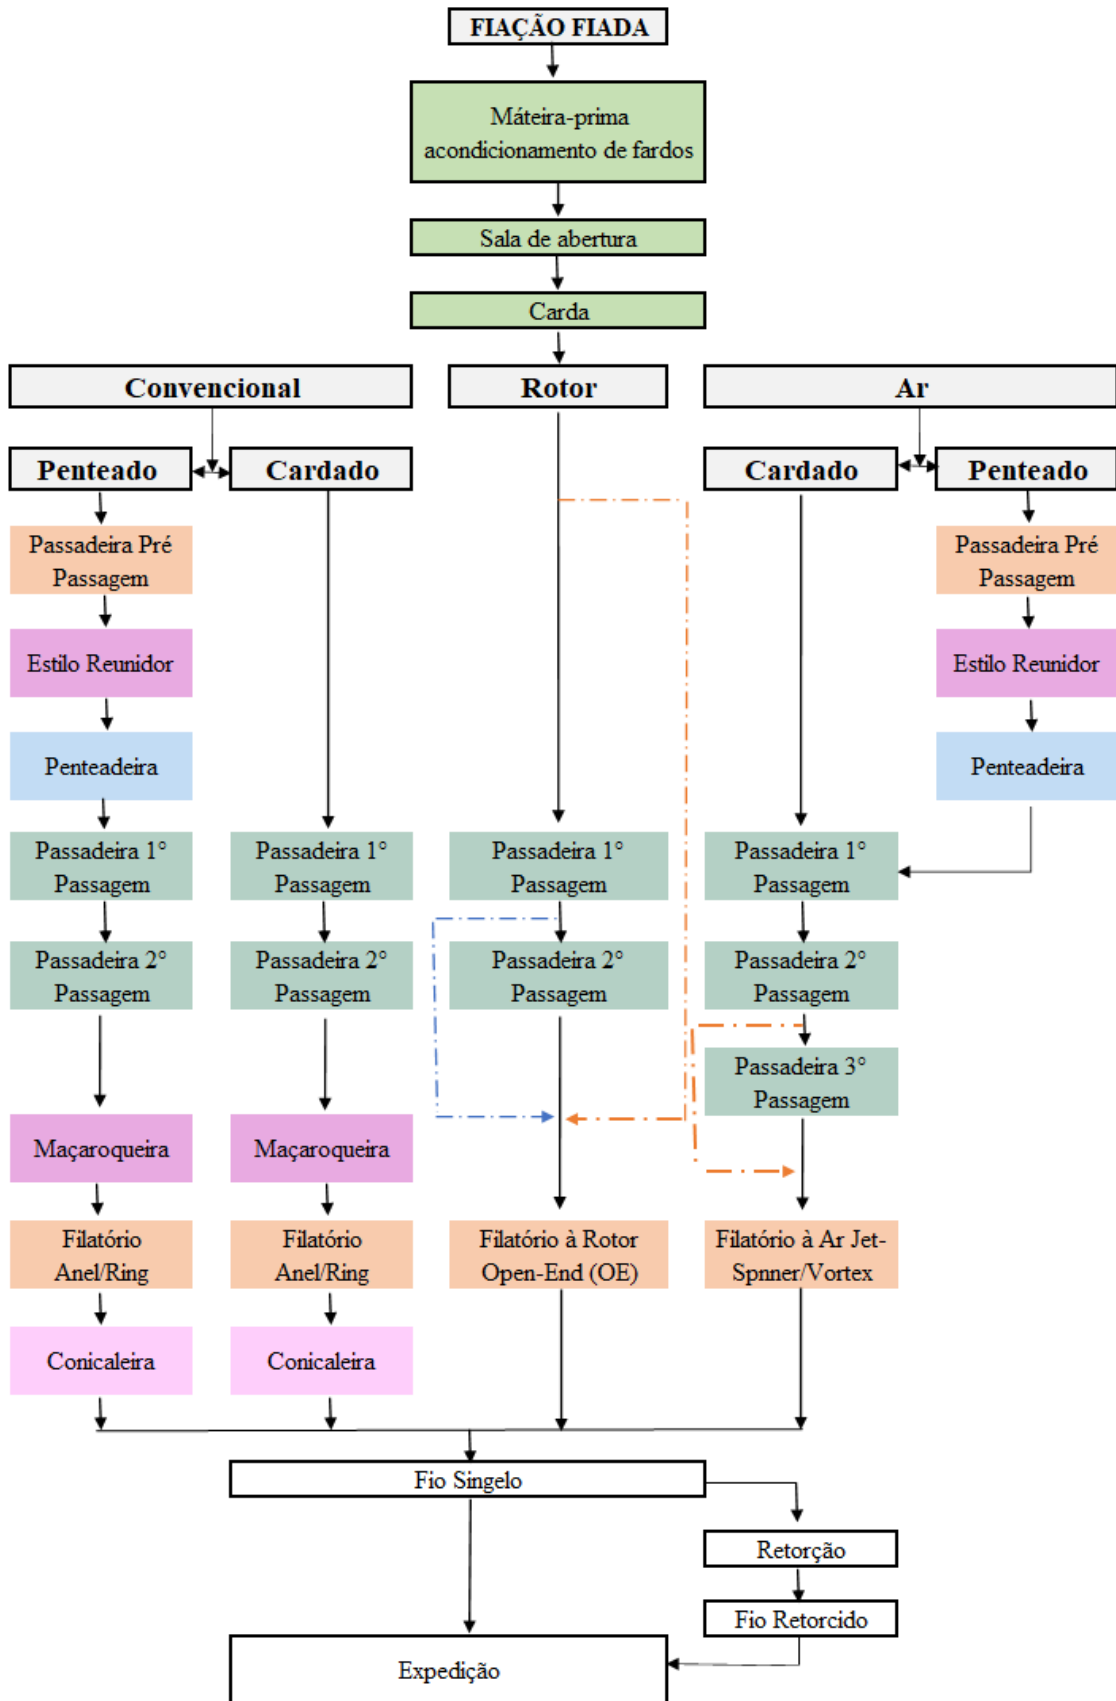 FIAÇÃO FIADA
Máteira-prima
acondicionamento de fardos
Sala de abertura
Carda
Convencional
Rotor
Ar
Penteado
Cardado
Cardado
Penteado
Passadeira Pré
Passagem
Passadeira Pré
Passagem
Estilo Reunidor
Estilo Reunidor
Penteadeira
Penteadeira
Passadeira 1°
Passagem
Passadeira 1°
Passagem
Passadeira 1°
Passagem
Passadeira 1°
Passagem
Passadeira 2°
Passagem
Passadeira 2°
Passagem
Passadeira 2°
Passagem
Passadeira 2°
Passagem
Passadeira 3°
Passagem
Maçaroqueira
Maçaroqueira
Filatório
Anel/Ring
Filatório
Anel/Ring
Filatório à Rotor
Open-End (OE)
Filatório à Ar Jet-
Spnner/Vortex
Conicaleira
Conicaleira
Fio Singelo
Retorção
Fio Retorcido
Expedição